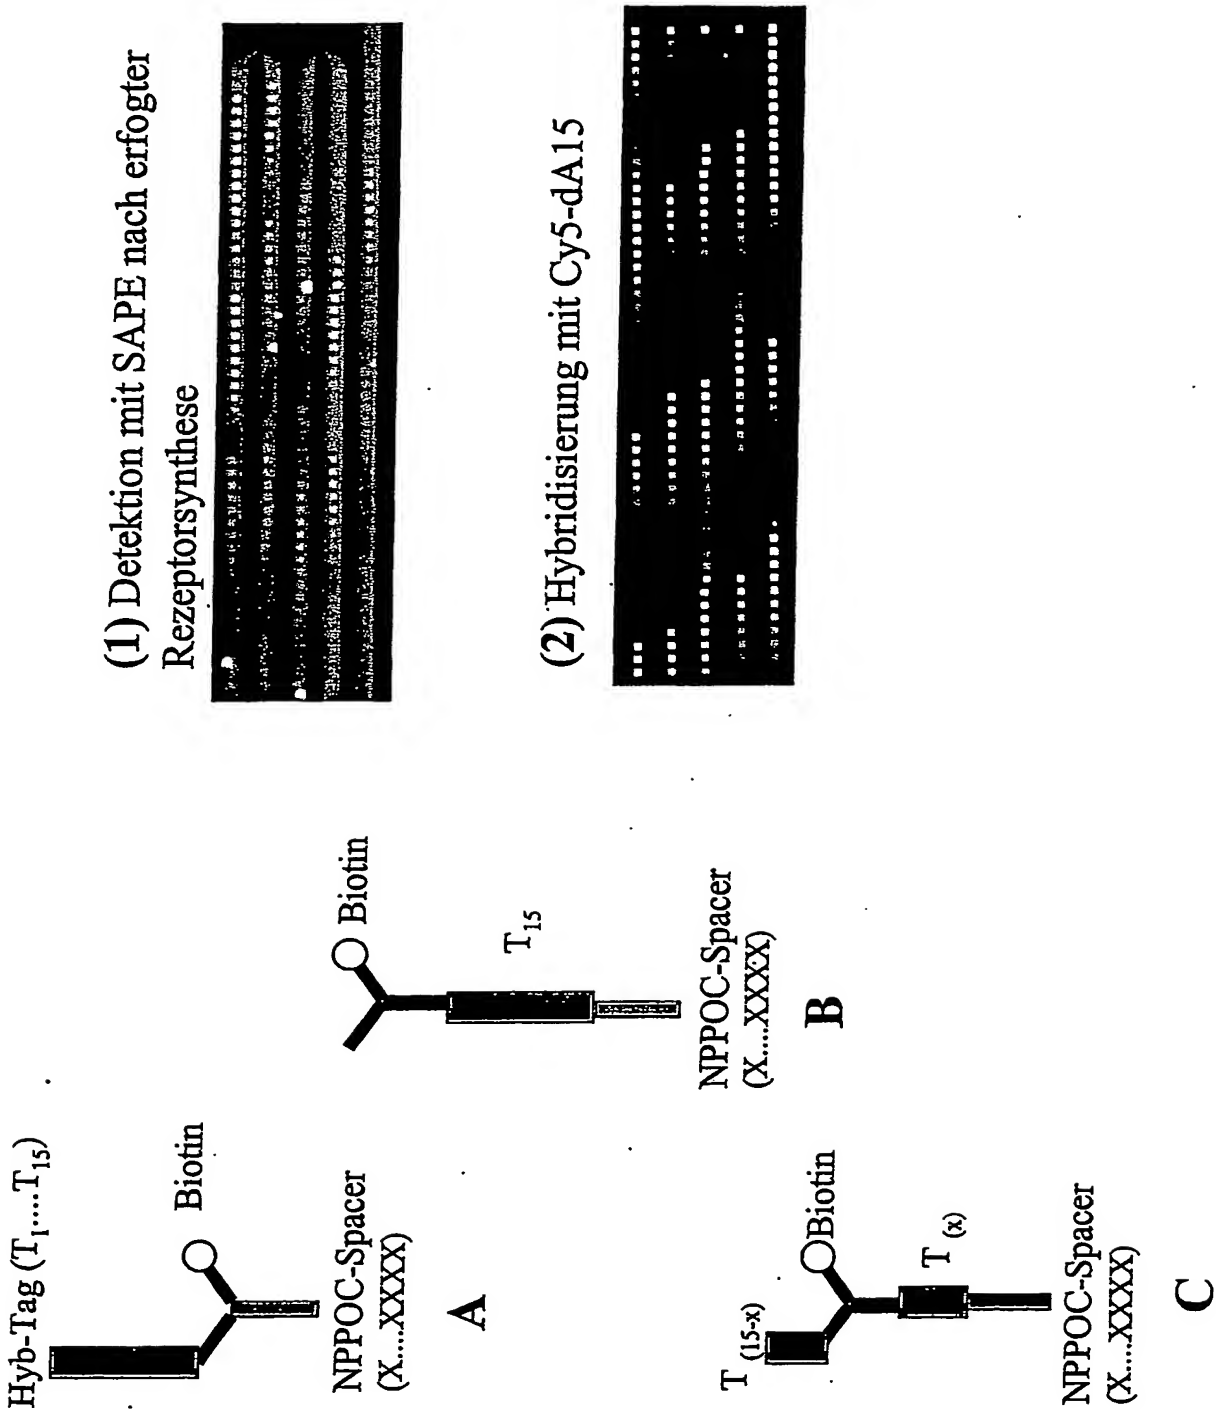 Hyb-Tag (T1....T15)
Biotin
NPPOC-Spacer
(X....XXXX)
A
Biotin
T15
NPPOC-Spacer
(X....XXXX)
B
T (15-x)
Biotin
T (x)
NPPOC-Spacer
(X....XXXX)
C
(1) Detektion mit SAPE nach erfogter
Rezeptorsynthese
(2) Hybridisierung mit Cy5-dA15